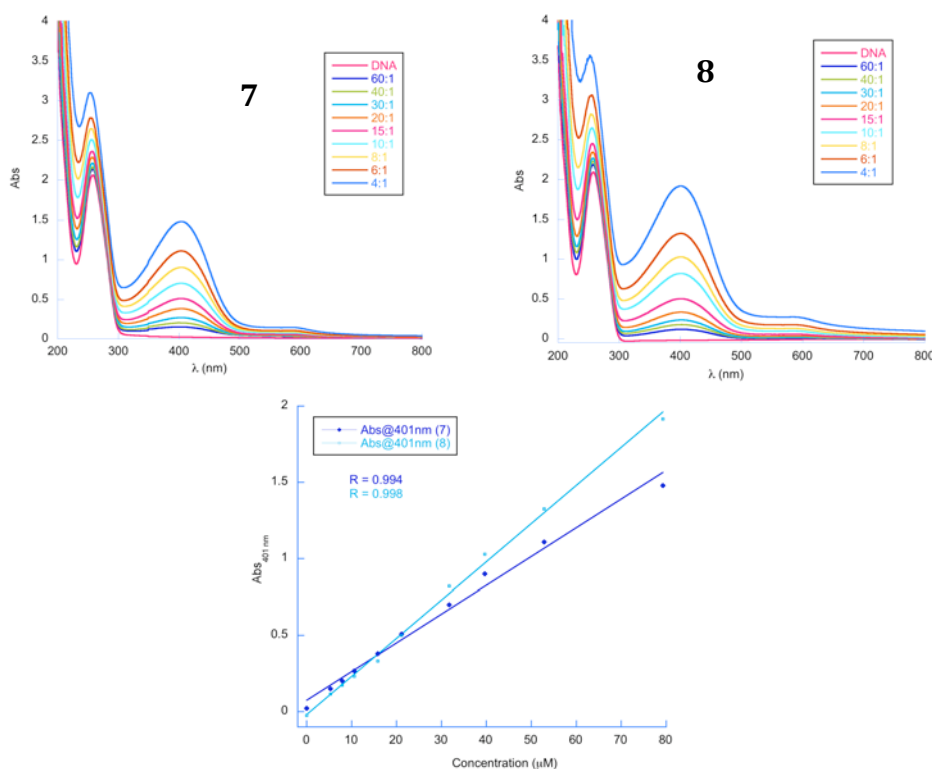 4
3.5
3
2.5
2
1.5
1
0.5
0
Abs
200 300 400 500 600 700 800
λ (nm)
7
DNA
60:1
40:1
30:1
20:1
15:1
10:1
8:1
6:1
4:1
4
3.5
3
2.5
2
1.5
1
0.5
0
Abs
200 300 400 500 600 700 800
λ (nm)
8
DNA
60:1
40:1
30:1
20:1
15:1
10:1
8:1
6:1
4:1
2
1.5
1
0.5
0
Abs401 nm
Abs@401nm (7)
Abs@401nm (8)
R = 0.994
R = 0.998
0 10 20 30 40 50 60 70 80
Concentration (μM)